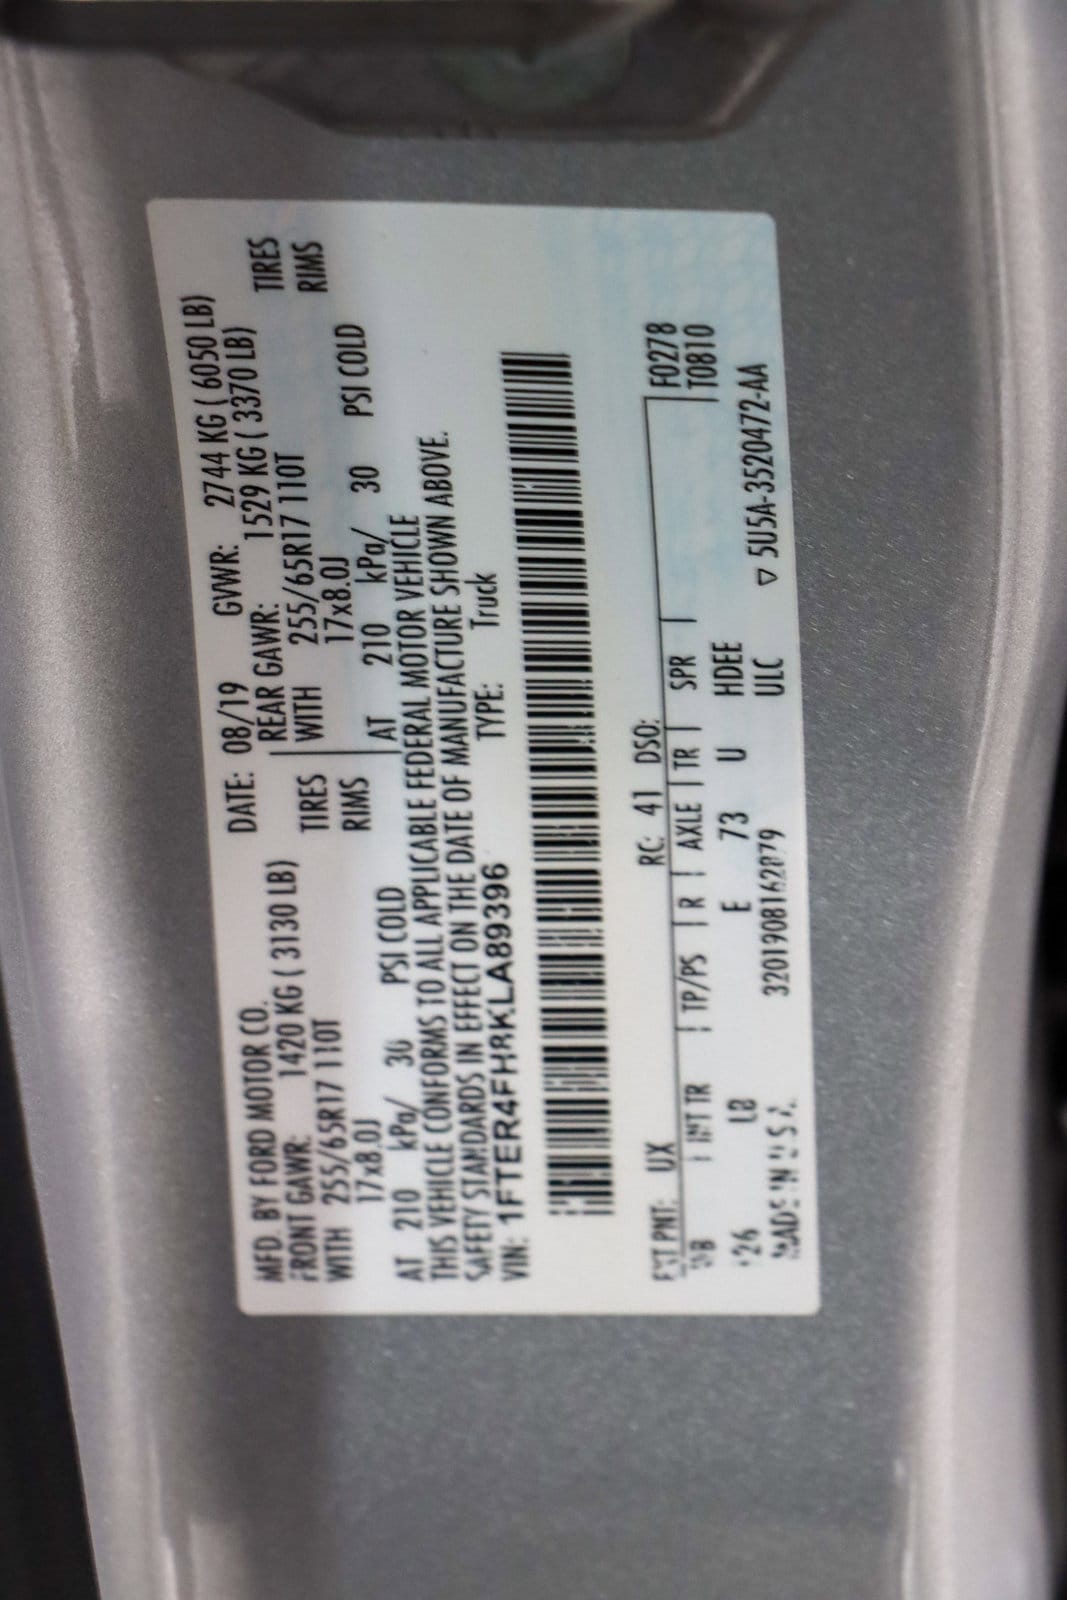 MFD. BY FORD MOTOR CO.
DATE: 08/19 GVWR: 2744 KG ( 6050 LB)
FRONT GAWR: 1420 KG ( 3130 LB) REAR GAWR: 1529 KG ( 3370 LB)
WITH 255/65R17 110T TIRES WITH 255/65R17 110T TIRES
17x8.0J RIMS 17x8.0J RIMS
AT 210 kPa/ 30 PSI COLD AT 210 kPa/ 30 PSI COLD
THIS VEHICLE CONFORMS TO ALL APPLICABLE FEDERAL MOTOR VEHICLE
SAFETY STANDARDS IN EFFECT ON THE DATE OF MANUFACTURE SHOWN ABOVE.
VIN: 1FTER4FH8KLA89396 TYPE: Truck
EXT PNT: UX RC: 41 DSO: F0278
INT TR TP/PS R AXLE TR SPR T0810
LB E 73 U HDEE
MADE IN U.S.A. 3201908162879 ULC
▽ 5U5A-3520472-AA